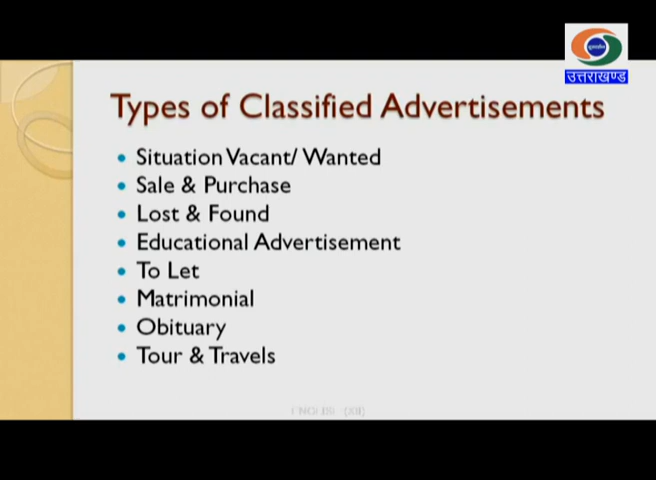 उत्तराखण्ड
Types of Classified Advertisements
Situation Vacant/ Wanted
Sale & Purchase
Lost & Found
Educational Advertisement
To Let
Matrimonial
Obituary
Tour & Travels